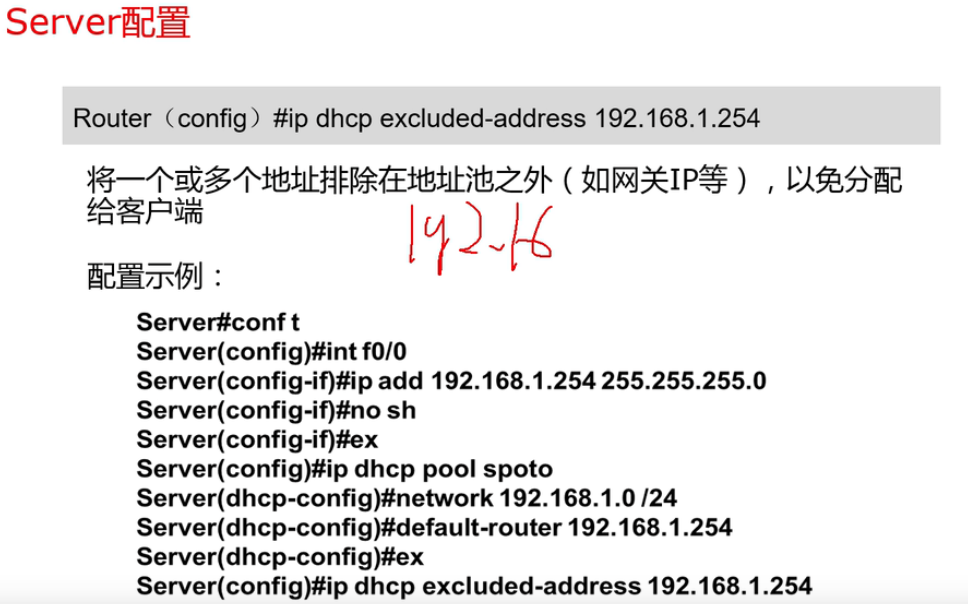 Server配置
Router（config）#ip dhcp excluded-address 192.168.1.254
将一个或多个地址排除在地址池之外（如网关IP等），以免分配
给客户端
192.16
配置示例：
Server#conf t
Server(config)#int f0/0
Server(config-if)#ip add 192.168.1.254 255.255.255.0
Server(config-if)#no sh
Server(config-if)#ex
Server(config)#ip dhcp pool spoto
Server(dhcp-config)#network 192.168.1.0 /24
Server(dhcp-config)#default-router 192.168.1.254
Server(dhcp-config)#ex
Server(config)#ip dhcp excluded-address 192.168.1.254